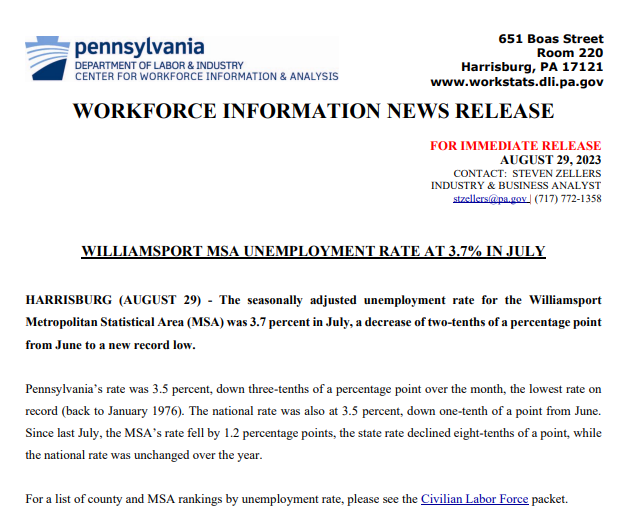 pennsylvania
DEPARTMENT OF LABOR & INDUSTRY
CENTER FOR WORKFORCE INFORMATION & ANALYSIS
651 Boas Street
Room 220
Harrisburg, PA 17121
www.workstats.dli.pa.gov
WORKFORCE INFORMATION NEWS RELEASE
FOR IMMEDIATE RELEASE
AUGUST 29, 2023
CONTACT: STEVEN ZELLERS
INDUSTRY & BUSINESS ANALYST
stzellers@pa.gov | (717) 772-1358
WILLIAMSPORT MSA UNEMPLOYMENT RATE AT 3.7% IN JULY
HARRISBURG (AUGUST 29) - The seasonally adjusted unemployment rate for the Williamsport
Metropolitan Statistical Area (MSA) was 3.7 percent in July, a decrease of two-tenths of a percentage point
from June to a new record low.
Pennsylvania's rate was 3.5 percent, down three-tenths of a percentage point over the month, the lowest rate on
record (back to January 1976). The national rate was also at 3.5 percent, down one-tenth of a point from June.
Since last July, the MSA's rate fell by 1.2 percentage points, the state rate declined eight-tenths of a point, while
the national rate was unchanged over the year.
For a list of county and MSA rankings by unemployment rate, please see the Civilian Labor Force packet.